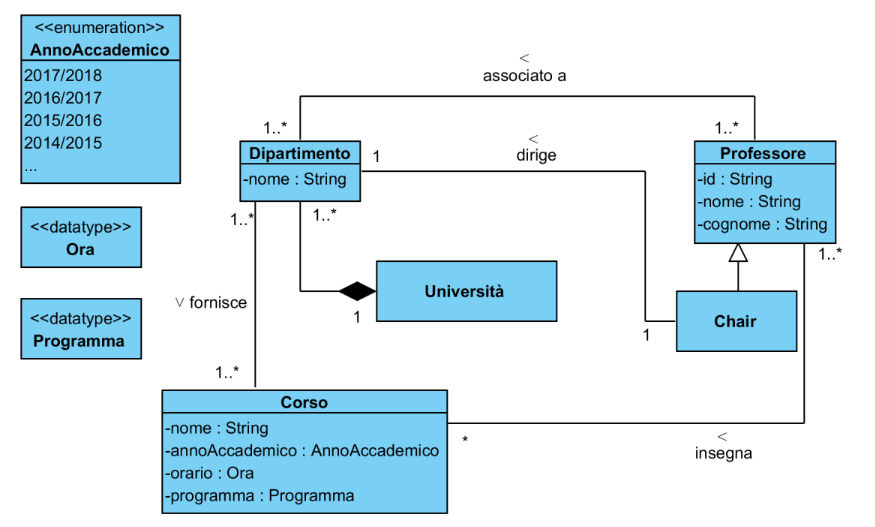 <<enumeration>>
AnnoAccademico
2017/2018
2016/2017
2015/2016
2014/2015
...
<<datatype>>
Ora
<<datatype>>
Programma
<
associato a
1..*
1..*
Dipartimento
-nome : String
1
<
dirige
Professore
-id : String
-nome : String
-cognome : String
1..*
1..*
1..*
Università
1
Chair
1
∨ fornisce
1..*
Corso
-nome : String
-annoAccademico : AnnoAccademico
-orario : Ora
-programma : Programma
*
<
insegna